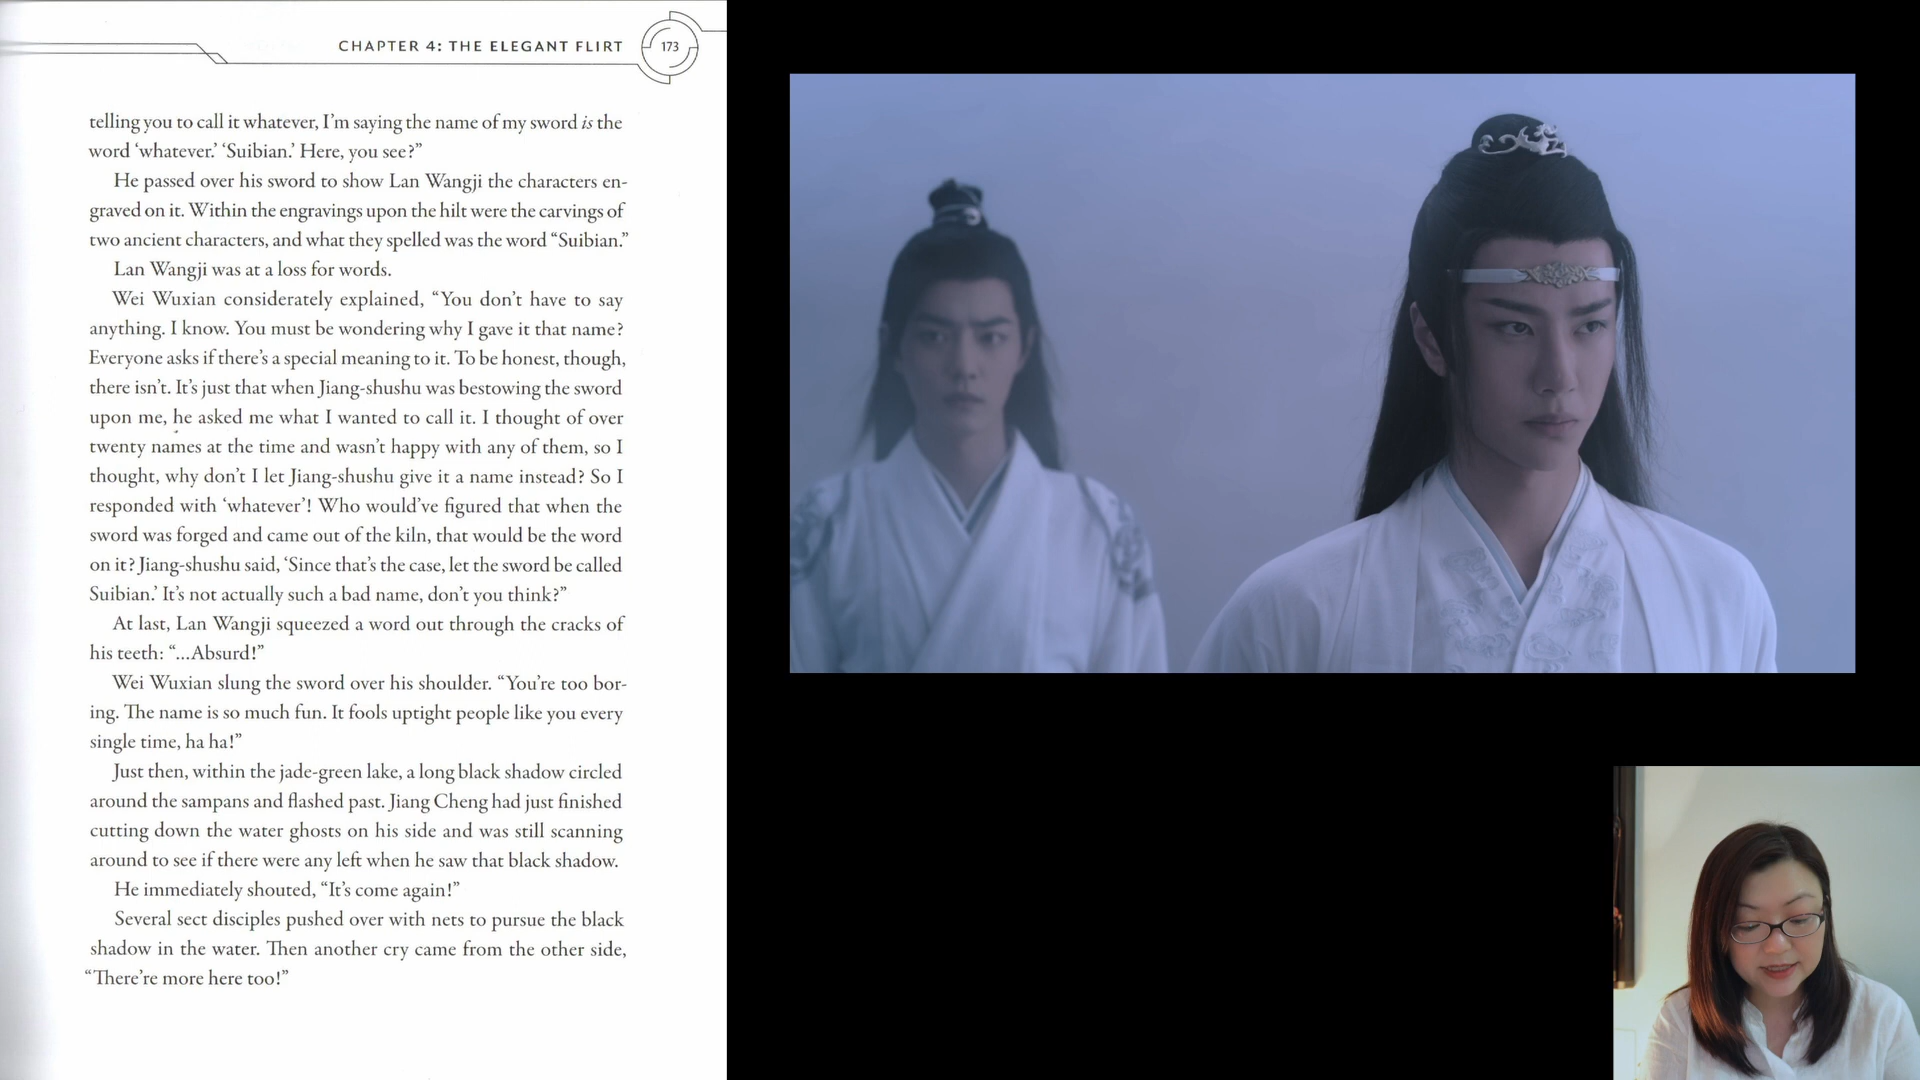 CHAPTER 4: THE ELEGANT FLIRT 173
telling you to call it whatever, I'm saying the name of my sword is the
word 'whatever.' 'Suibian.' Here, you see?"
He passed over his sword to show Lan Wangji the characters en-
graved on it. Within the engravings upon the hilt were the carvings of
two ancient characters, and what they spelled was the word "Suibian."
Lan Wangji was at a loss for words.
Wei Wuxian considerately explained, "You don't have to say
anything. I know. You must be wondering why I gave it that name?
Everyone asks if there's a special meaning to it. To be honest, though,
there isn't. It's just that when Jiang-shushu was bestowing the sword
upon me, he asked me what I wanted to call it. I thought of over
twenty names at the time and wasn't happy with any of them, so I
thought, why don't I let Jiang-shushu give it a name instead? So I
responded with 'whatever'! Who would've figured that when the
sword was forged and came out of the kiln, that would be the word
on it? Jiang-shushu said, 'Since that's the case, let the sword be called
Suibian.' It's not actually such a bad name, don't you think?"
At last, Lan Wangji squeezed a word out through the cracks of
his teeth: "...Absurd!"
Wei Wuxian slung the sword over his shoulder. "You're too bor-
ing. The name is so much fun. It fools uptight people like you every
single time, ha ha!"
Just then, within the jade-green lake, a long black shadow circled
around the sampans and flashed past. Jiang Cheng had just finished
cutting down the water ghosts on his side and was still scanning
around to see if there were any left when he saw that black shadow.
He immediately shouted, "It's come again!"
Several sect disciples pushed over with nets to pursue the black
shadow in the water. Then another cry came from the other side,
"There're more here too!"